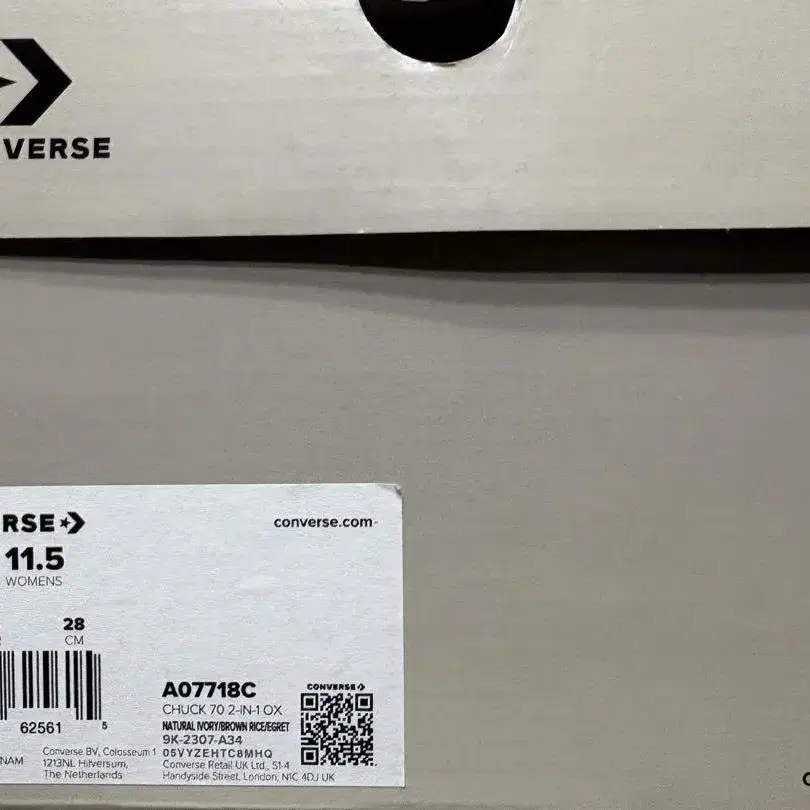 VERSE
RSE
converse.com
11.5
WOMENS
28
CM
62561 5
A07718C
CHUCK 70 2-IN-1 OX
NATURAL IVORY/BROWN RICE/EGRET
9K-2307-A34
05VYZEHTC8MHQ
CONVERSE
NAM
Converse BV, Colosseum 1
1213NL Hilversum,
The Netherlands
Converse Retail UK Ltd., S1-4
Handyside Street, London, N1C 4DJ UK